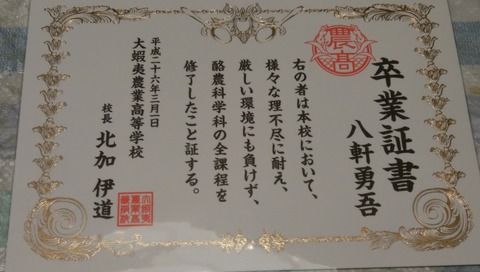 卒業証書
農高
八軒勇吾
右の者は本校において、
様々な理不尽に耐え、
厳しい環境にも負けず、
酪農科学科の全課程を
修了したこと証する。
平成二十六年三月一日
大蝦夷農業高等学校
校長 北加伊道